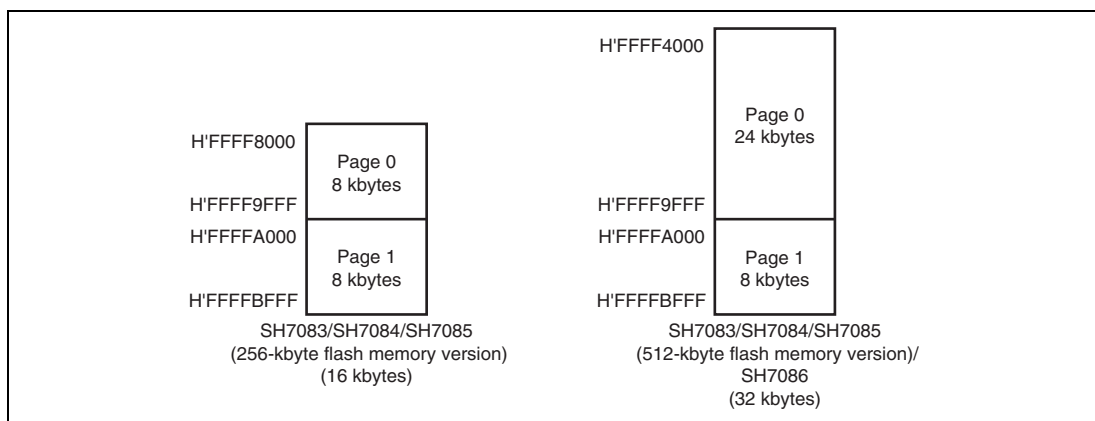 H'FFFF8000
Page 0
8 kbytes
H'FFFF9FFF
H'FFFFA000
Page 1
8 kbytes
H'FFFFBFFF
SH7083/SH7084/SH7085
(256-kbyte flash memory version)
(16 kbytes)
H'FFFF4000
Page 0
24 kbytes
H'FFFF9FFF
H'FFFFA000
Page 1
8 kbytes
H'FFFFBFFF
SH7083/SH7084/SH7085
(512-kbyte flash memory version)/
SH7086
(32 kbytes)